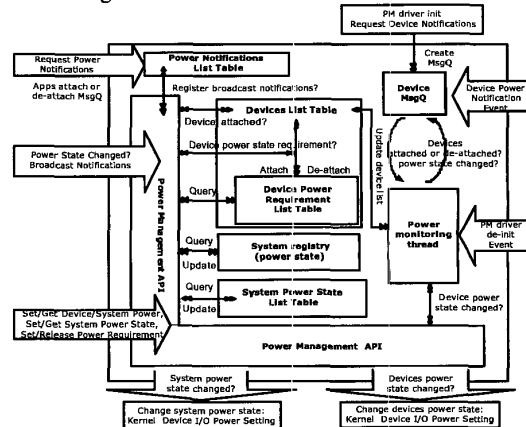 PM driver init
Request Device Notifications
Request Power
Notifications
Power Notifications
List Table
Create
MsgQ
Apps attach or
de-attach MsgQ
Register broadcast notifications?
Device
MsgQ
Device Power
Notification
Event
Devices List Table
Device attached?
Device power state requirement?
Update device list
Devices
attached or de-attached?
power state changed?
Power State Changed?
Broadcast Notifications
Attach
De-attach
Power Management API
Query
Device Power
Requirement
List Table
Power
monitoring
thread
PM driver
de-init
Event
Query
Update
System registry
(power state)
Query
Update
System Power State
List Table
Device power
state changed?
Set/Get Device/System Power,
Set/Get System Power State,
Set/Release Power Requirement
Power Management API
System power
state changed?
Devices power
state changed?
Change system power state:
Kernel Device I/O Power Setting
Change devices power state:
Kernel Device I/O Power Setting